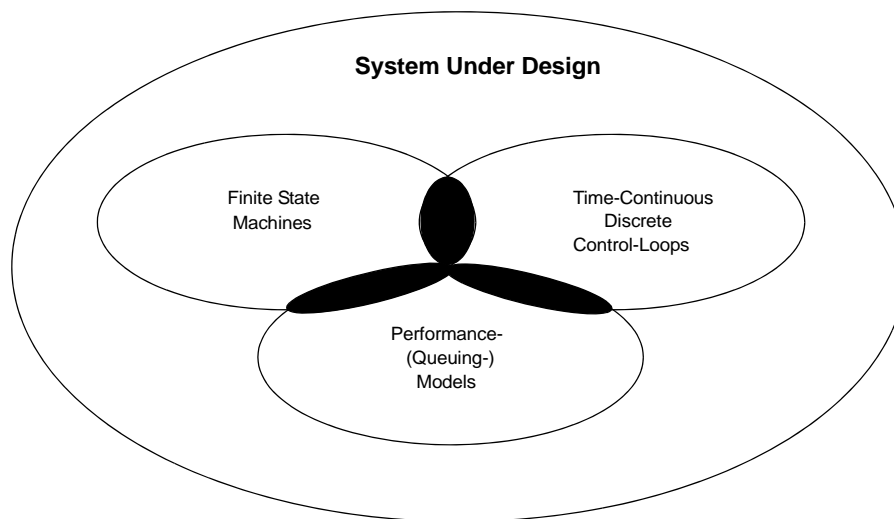 System Under Design
Finite State
Machines
Time-Continuous
Discrete
Control-Loops
Performance-
(Queuing-)
Models